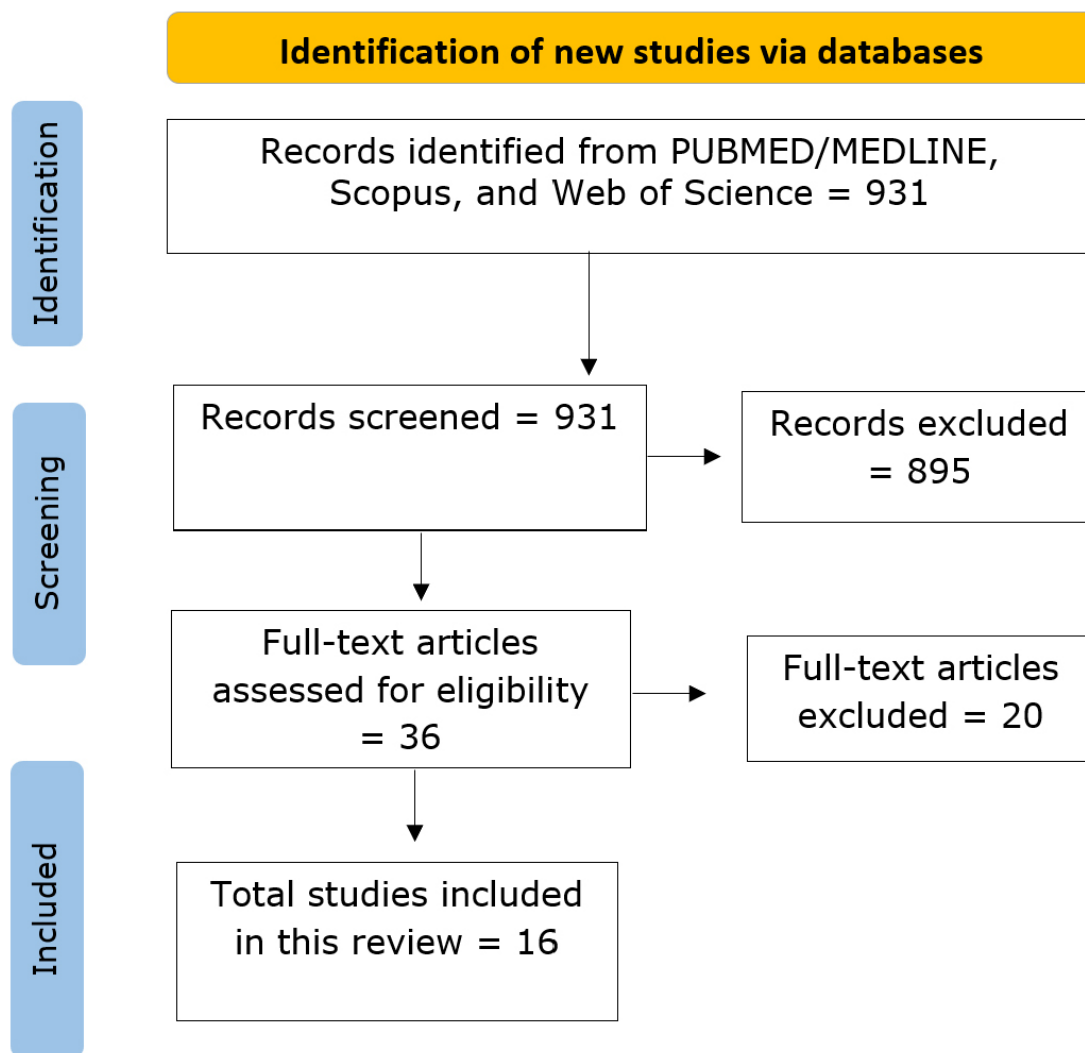 Identification of new studies via databases
Identification
Records identified from PUBMED/MEDLINE,
Scopus, and Web of Science = 931
Screening
Records screened = 931
Records excluded
= 895
Full-text articles
assessed for eligibility
= 36
Full-text articles
excluded = 20
Included
Total studies included
in this review = 16